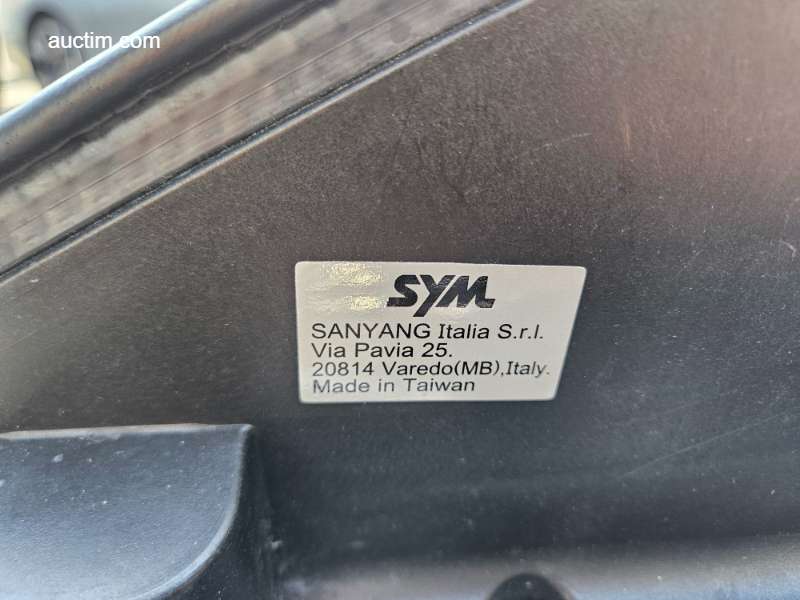 auctim com
SYM
SANYANG Italia S.r.l.
Via Pavia 25.
20814 Varedo(MB),Italy.
Made in Taiwan